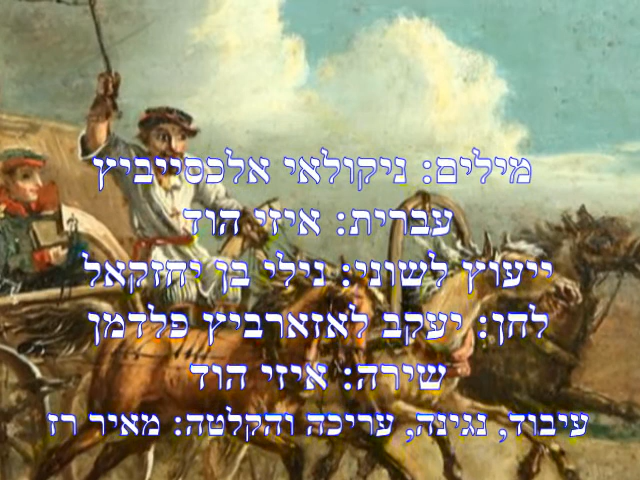 מילים: ניקולאי אלכסייביץ
עברית: איזי הוד
ייעוץ לשוני: נילי בן יחזקאל
לחן: יעקב לאזארביץ פלדמן
שירה: איזי הוד
עיבוד, נגינה, עריכה והקלטה: מאיר רז